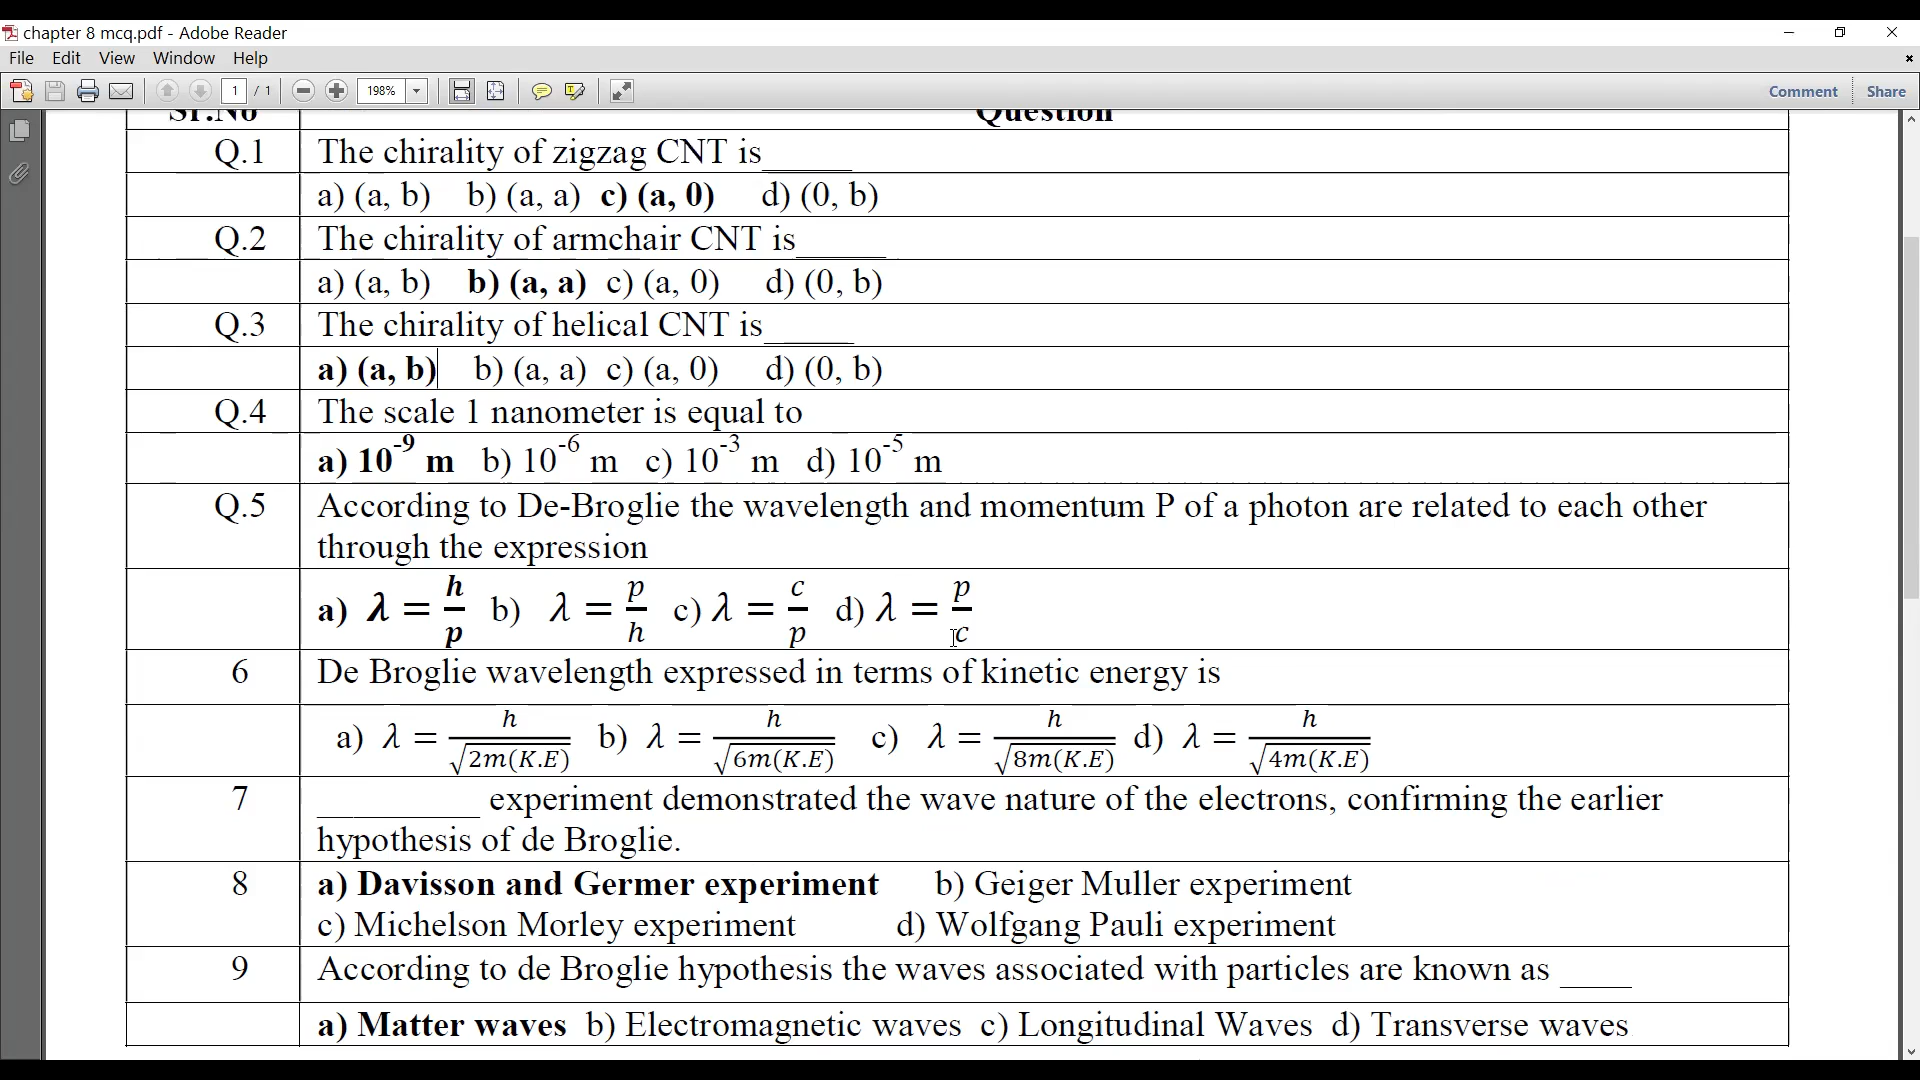 chapter 8 mcq.pdf - Adobe Reader
File Edit View Window Help
1 / 1 198% Comment Share
Sr.No Question
Q.1 The chirality of zigzag CNT is______
a) (a, b) b) (a, a) c) (a, 0) d) (0, b)
Q.2 The chirality of armchair CNT is______
a) (a, b) b) (a, a) c) (a, 0) d) (0, b)
Q.3 The chirality of helical CNT is______
a) (a, b) b) (a, a) c) (a, 0) d) (0, b)
Q.4 The scale 1 nanometer is equal to
a) 10⁻⁹ m b) 10⁻⁶ m c) 10⁻³ m d) 10⁻⁵ m
Q.5 According to De-Broglie the wavelength and momentum P of a photon are related to each other
through the expression
a) λ = h/p b) λ = p/h c) λ = c/p d) λ = p/c
6 De Broglie wavelength expressed in terms of kinetic energy is
a) λ = h/√2m(K.E) b) λ = h/√6m(K.E) c) λ = h/√8m(K.E) d) λ = h/√4m(K.E)
7 ___________ experiment demonstrated the wave nature of the electrons, confirming the earlier
hypothesis of de Broglie.
8 a) Davisson and Germer experiment b) Geiger Muller experiment
c) Michelson Morley experiment d) Wolfgang Pauli experiment
9 According to de Broglie hypothesis the waves associated with particles are known as _____
a) Matter waves b) Electromagnetic waves c) Longitudinal Waves d) Transverse waves